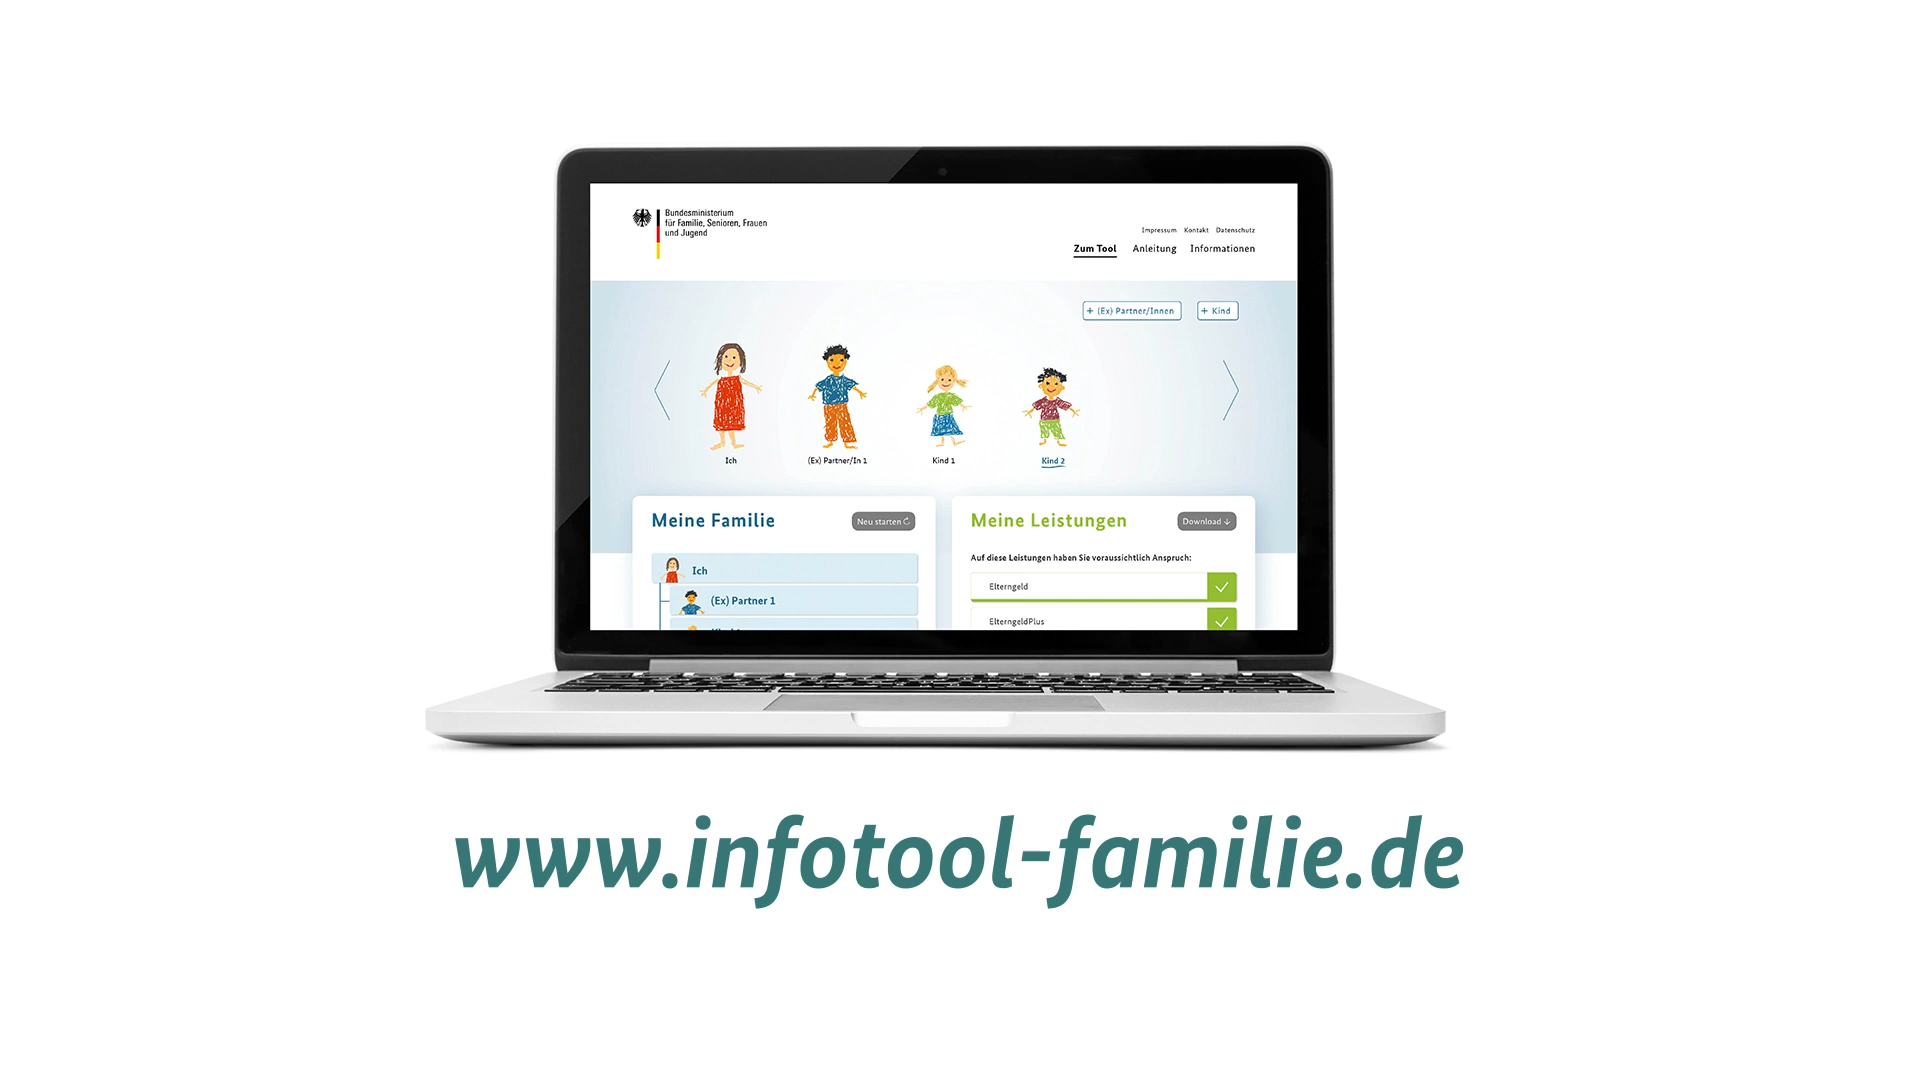 Bundesministerium
für Familie, Senioren, Frauen
und Jugend
Impressum Kontakt Datenschutz
Zum Tool Anleitung Informationen
+ (Ex) Partner/Innen + Kind
Ich (Ex) Partner/In 1 Kind 1 Kind 2
Meine Familie Neu starten
Ich
(Ex) Partner 1
Meine Leistungen Download
Auf diese Leistungen haben Sie voraussichtlich Anspruch:
Elterngeld
ElterngeldPlus
www.infotool-familie.de